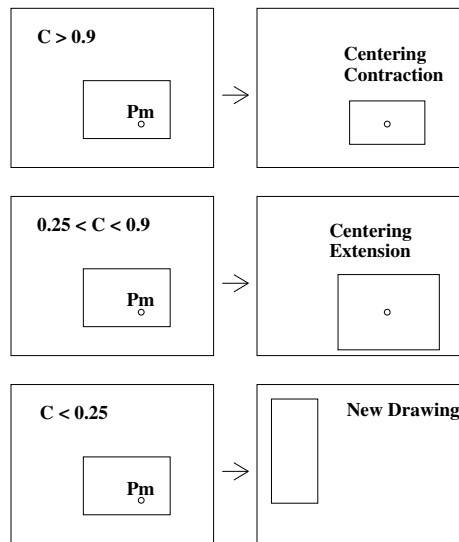 C > 0.9
Pm
Centering
Contraction
0.25 < C < 0.9
Pm
Centering
Extension
C < 0.25
Pm
New Drawing